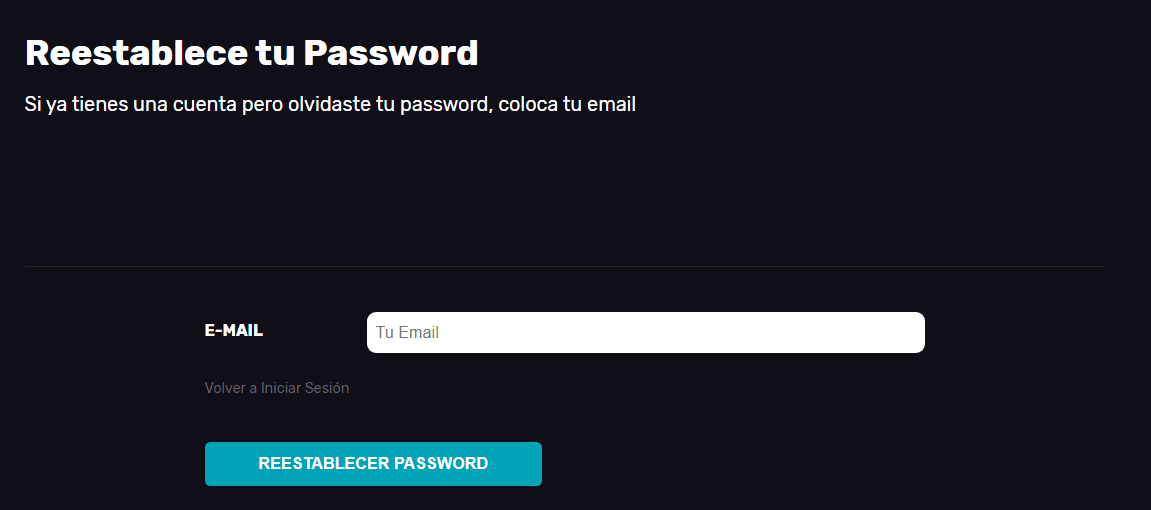 Reestablece tu Password
Si ya tienes una cuenta pero olvidaste tu password, coloca tu email
E-MAIL
Tu Email
Volver a Iniciar Sesión
REESTABLECER PASSWORD